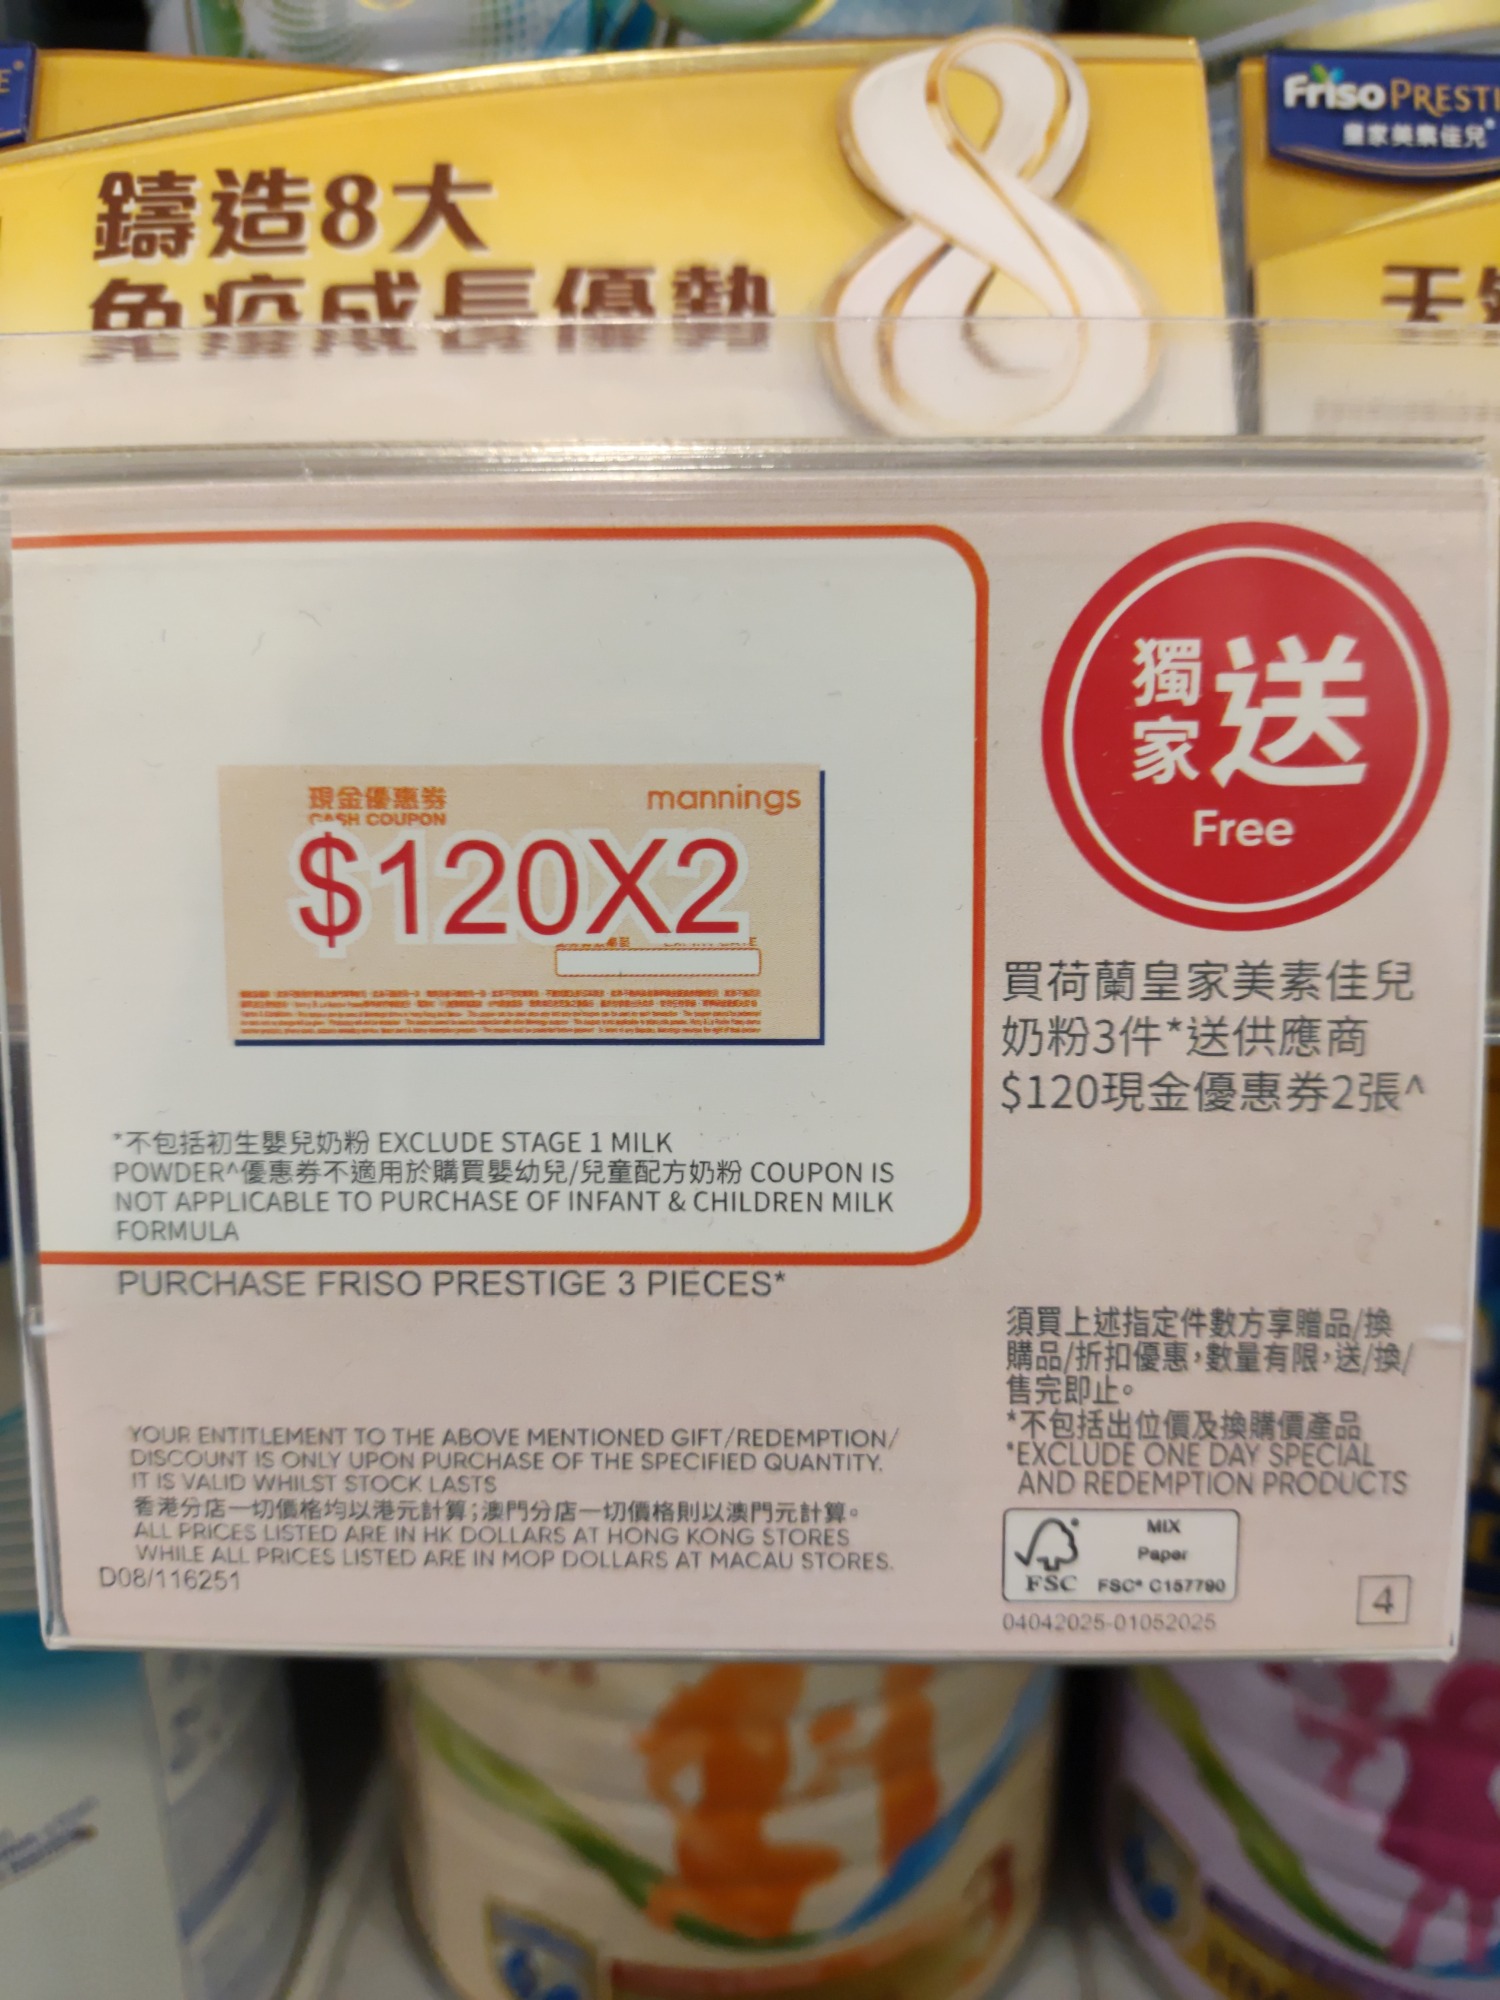 Friso PRESTI
皇家美素佳兒
鑄造8大
免疫成長優勢
獨家送
Free
現金優惠券
mannings
CASH COUPON
$120X2
買荷蘭皇家美素佳兒
奶粉3件*送供應商
$120現金優惠券2張^
*不包括初生嬰兒奶粉 EXCLUDE STAGE 1 MILK
POWDER^優惠券不適用於購買嬰幼兒/兒童配方奶粉 COUPON IS
NOT APPLICABLE TO PURCHASE OF INFANT & CHILDREN MILK
FORMULA
PURCHASE FRISO PRESTIGE 3 PIECES*
須買上述指定件數方享贈品/換
購品/折扣優惠，數量有限，送/換/
售完即止。
*不包括出位價及換購價產品
*EXCLUDE ONE DAY SPECIAL
AND REDEMPTION PRODUCTS
YOUR ENTITLEMENT TO THE ABOVE MENTIONED GIFT/REDEMPTION/
DISCOUNT IS ONLY UPON PURCHASE OF THE SPECIFIED QUANTITY.
IT IS VALID WHILST STOCK LASTS
香港分店一切價格均以港元計算；澳門分店一切價格則以澳門元計算。
ALL PRICES LISTED ARE IN HK DOLLARS AT HONG KONG STORES
WHILE ALL PRICES LISTED ARE IN MOP DOLLARS AT MACAU STORES.
D08/116251
MIX
Paper
FSC
FSC® C157790
04042025-01052025
4